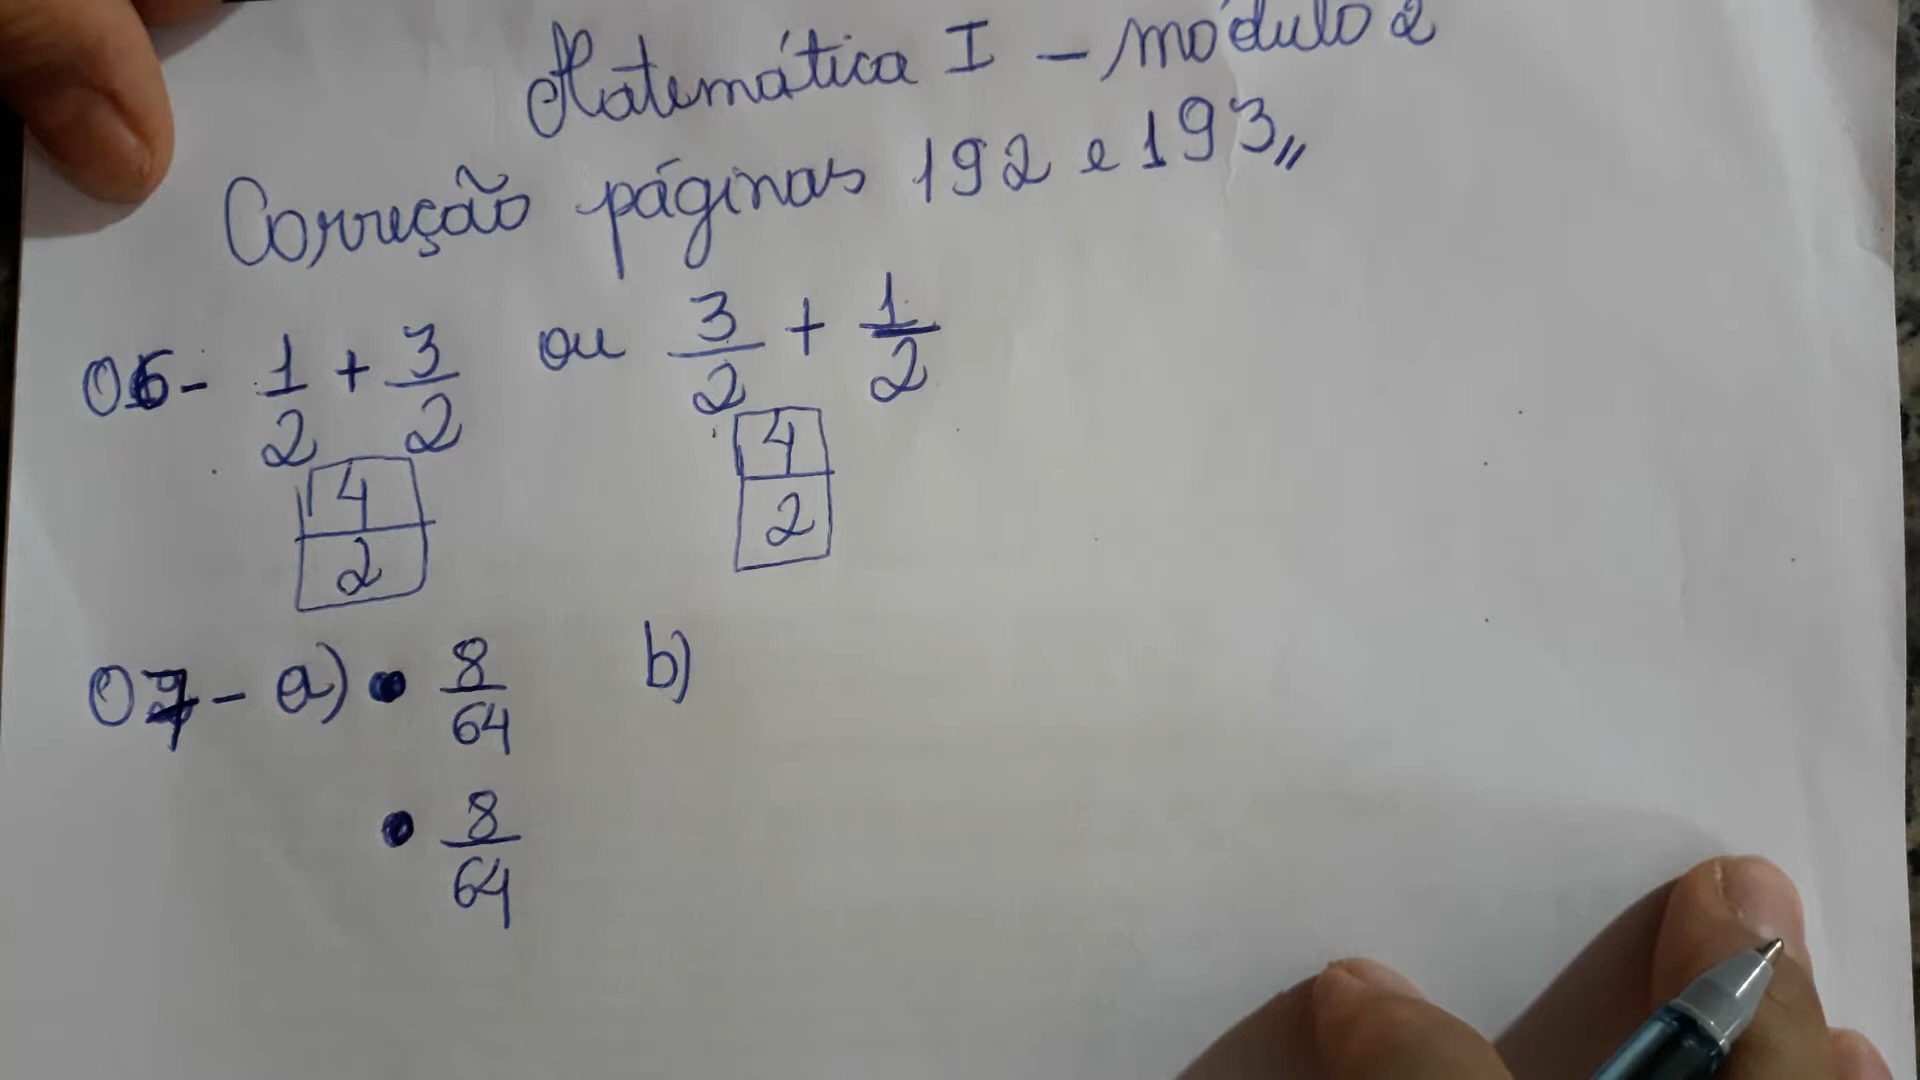 Matemática I - módulo 2
Correção páginas 192 e 193,,
06- 1/2 + 3/2 ou 3/2 + 1/2
4/2 4/2
07- a) • 8/64 b)
• 8/64